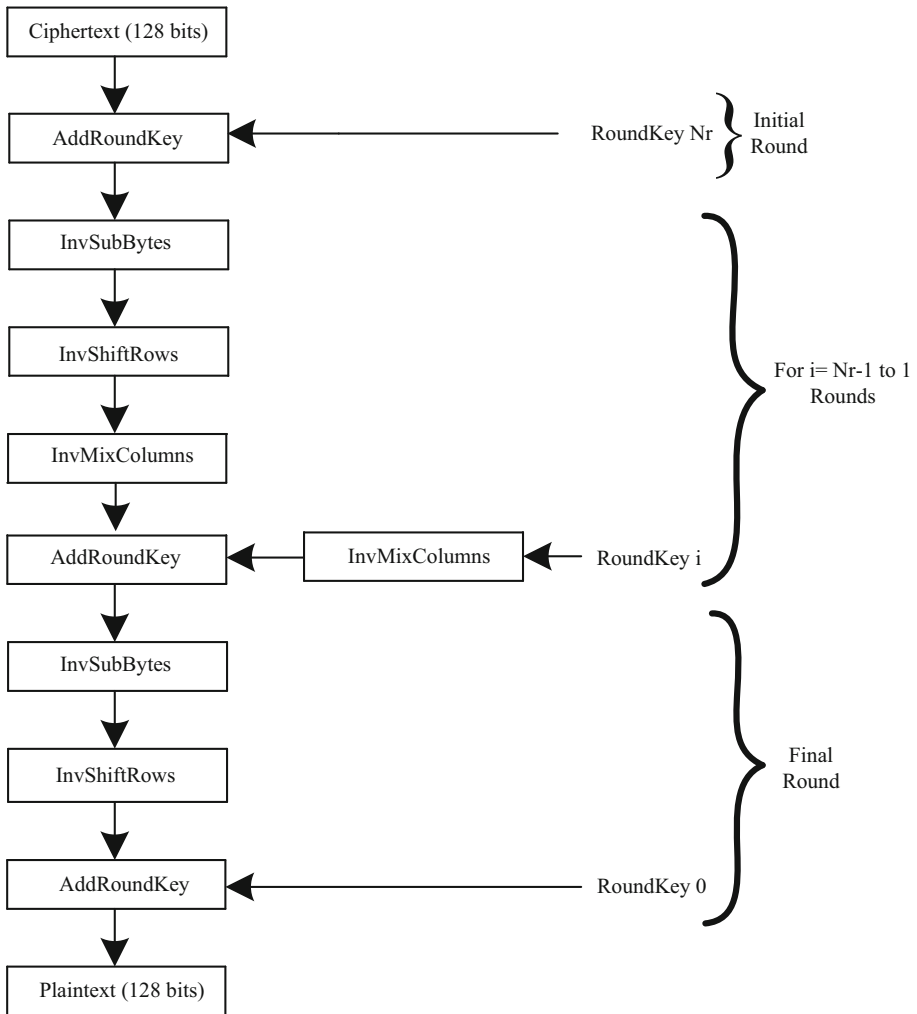 Ciphertext (128 bits)
AddRoundKey
RoundKey Nr
Initial
Round
InvSubBytes
InvShiftRows
For i= Nr-1 to 1
Rounds
InvMixColumns
AddRoundKey
InvMixColumns
RoundKey i
InvSubBytes
InvShiftRows
Final
Round
AddRoundKey
RoundKey 0
Plaintext (128 bits)